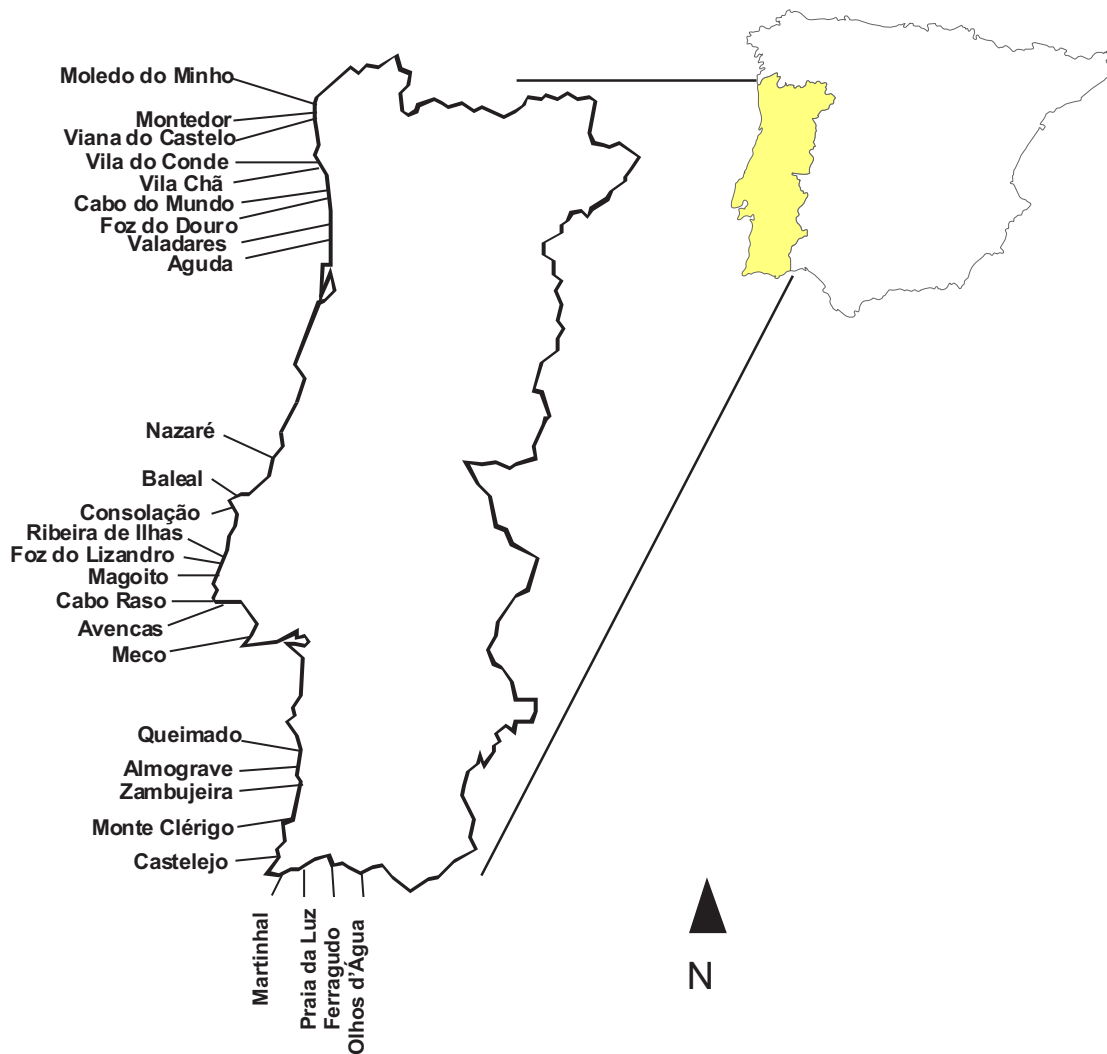 Moledo do Minho
Montedor
Viana do Castelo
Vila do Conde
Vila Chã
Cabo do Mundo
Foz do Douro
Valadares
Aguda
Nazaré
Baleal
Consolação
Ribeira de Ilhas
Foz do Lizandro
Magoito
Cabo Raso
Avencas
Meco
Queimado
Almograve
Zambujeira
Monte Clérigo
Castelejo
Martinhal
Praia da Luz
Ferragudo
Olhos d'Água
N